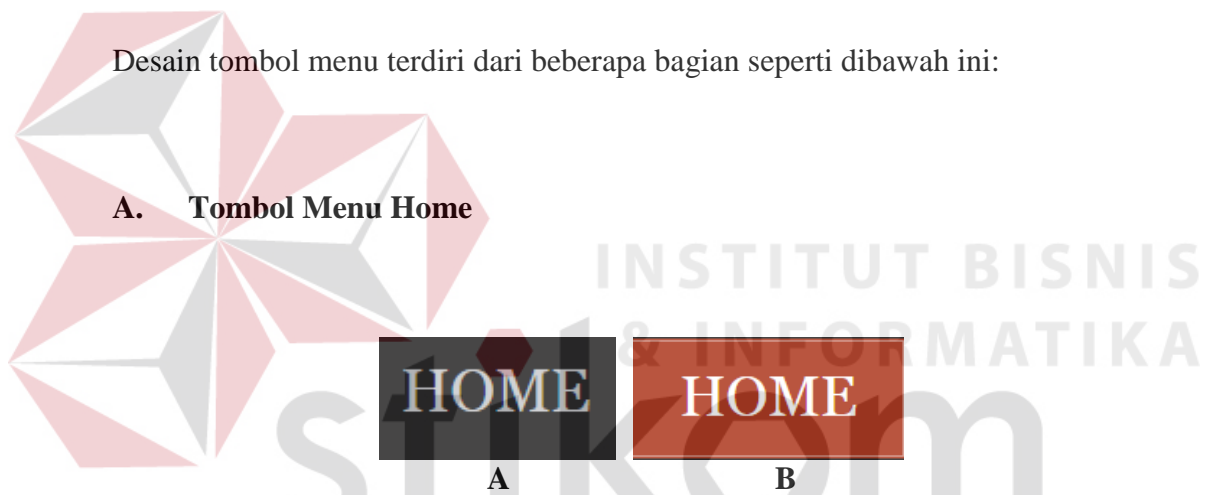 Desain tombol menu terdiri dari beberapa bagian seperti dibawah ini:
A. Tombol Menu Home
INSTITUT BISNIS
& INFORMATIKA
stikom
HOME HOME
A B